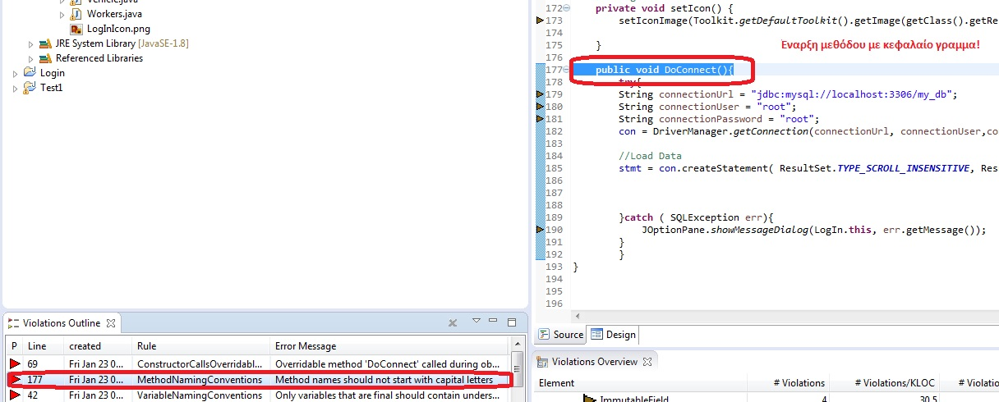 Vehicle.java
Workers.java
LogInIcon.png
JRE System Library [JavaSE-1.8]
Referenced Libraries
Login
Test1
172 private void setIcon() {
173 setIconImage(Toolkit.getDefaultToolkit().getImage(getClass().getRe
174
175 }
Εναρξη μεθόδου με κεφαλαίο γραμμα!
176
177 public void DoConnect(){
178 try{
179 String connectionUrl = "jdbc:mysql://localhost:3306/my_db";
180 String connectionUser = "root";
181 String connectionPassword = "root";
182 con = DriverManager.getConnection(connectionUrl, connectionUser,co
183
184 //Load Data
185 stmt = con.createStatement( ResultSet.TYPE_SCROLL_INSENSITIVE, Res
186
187
188
189 }catch ( SQLException err){
190 JOptionPane.showMessageDialog(LogIn.this, err.getMessage());
191 }
192 }
193 }
194
195
196
Source Design
Violations Outline
P Line created Rule Error Message
69 Fri Jan 23 0... ConstructorCallsOverridabl... Overridable method 'DoConnect' called during ob...
177 Fri Jan 23 0... MethodNamingConventions Method names should not start with capital letters
42 Fri Jan 23 0... VariableNamingConventions Only variables that are final should contain unders...
Violations Overview
Element # Violations # Violations/KLOC # Violatio
ImmutableField 4 30.5